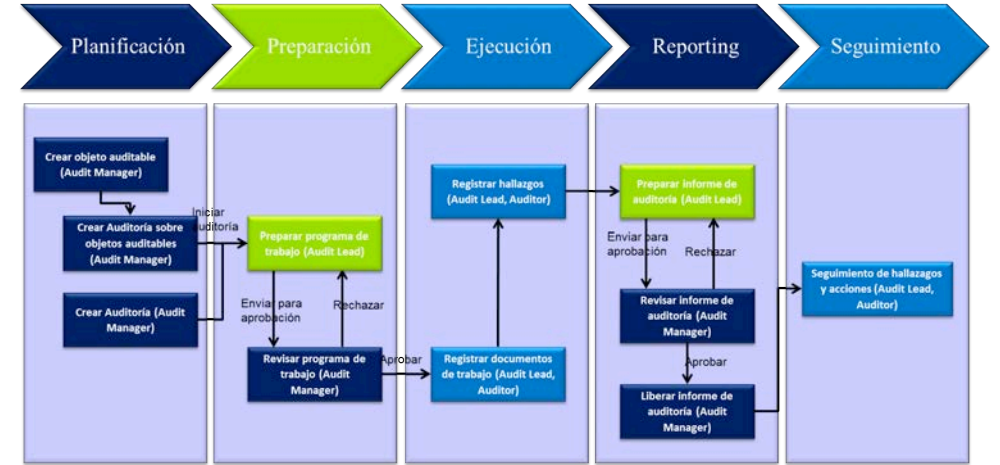 Planificación
Preparación
Ejecución
Reporting
Seguimiento
Crear objeto auditable
(Audit Manager)
Crear Auditoría sobre
objetos auditables
(Audit Manager)
Crear Auditoría (Audit
Manager)
Iniciar
auditoría
Preparar programa de
trabajo (Audit Lead)
Enviar para
aprobación
Rechazar
Revisar programa de
trabajo (Audit
Manager)
Aprobar
Registrar hallazgos
(Audit Lead, Auditor)
Registrar documentos
de trabajo (Audit Lead,
Auditor)
Preparar informe de
auditoría (Audit Lead)
Enviar para
aprobación
Rechazar
Revisar informe de
auditoría (Audit
Manager)
Aprobar
Liberar informe de
auditoría (Audit
Manager)
Seguimiento de hallazagos
y acciones (Audit Lead,
Auditor)